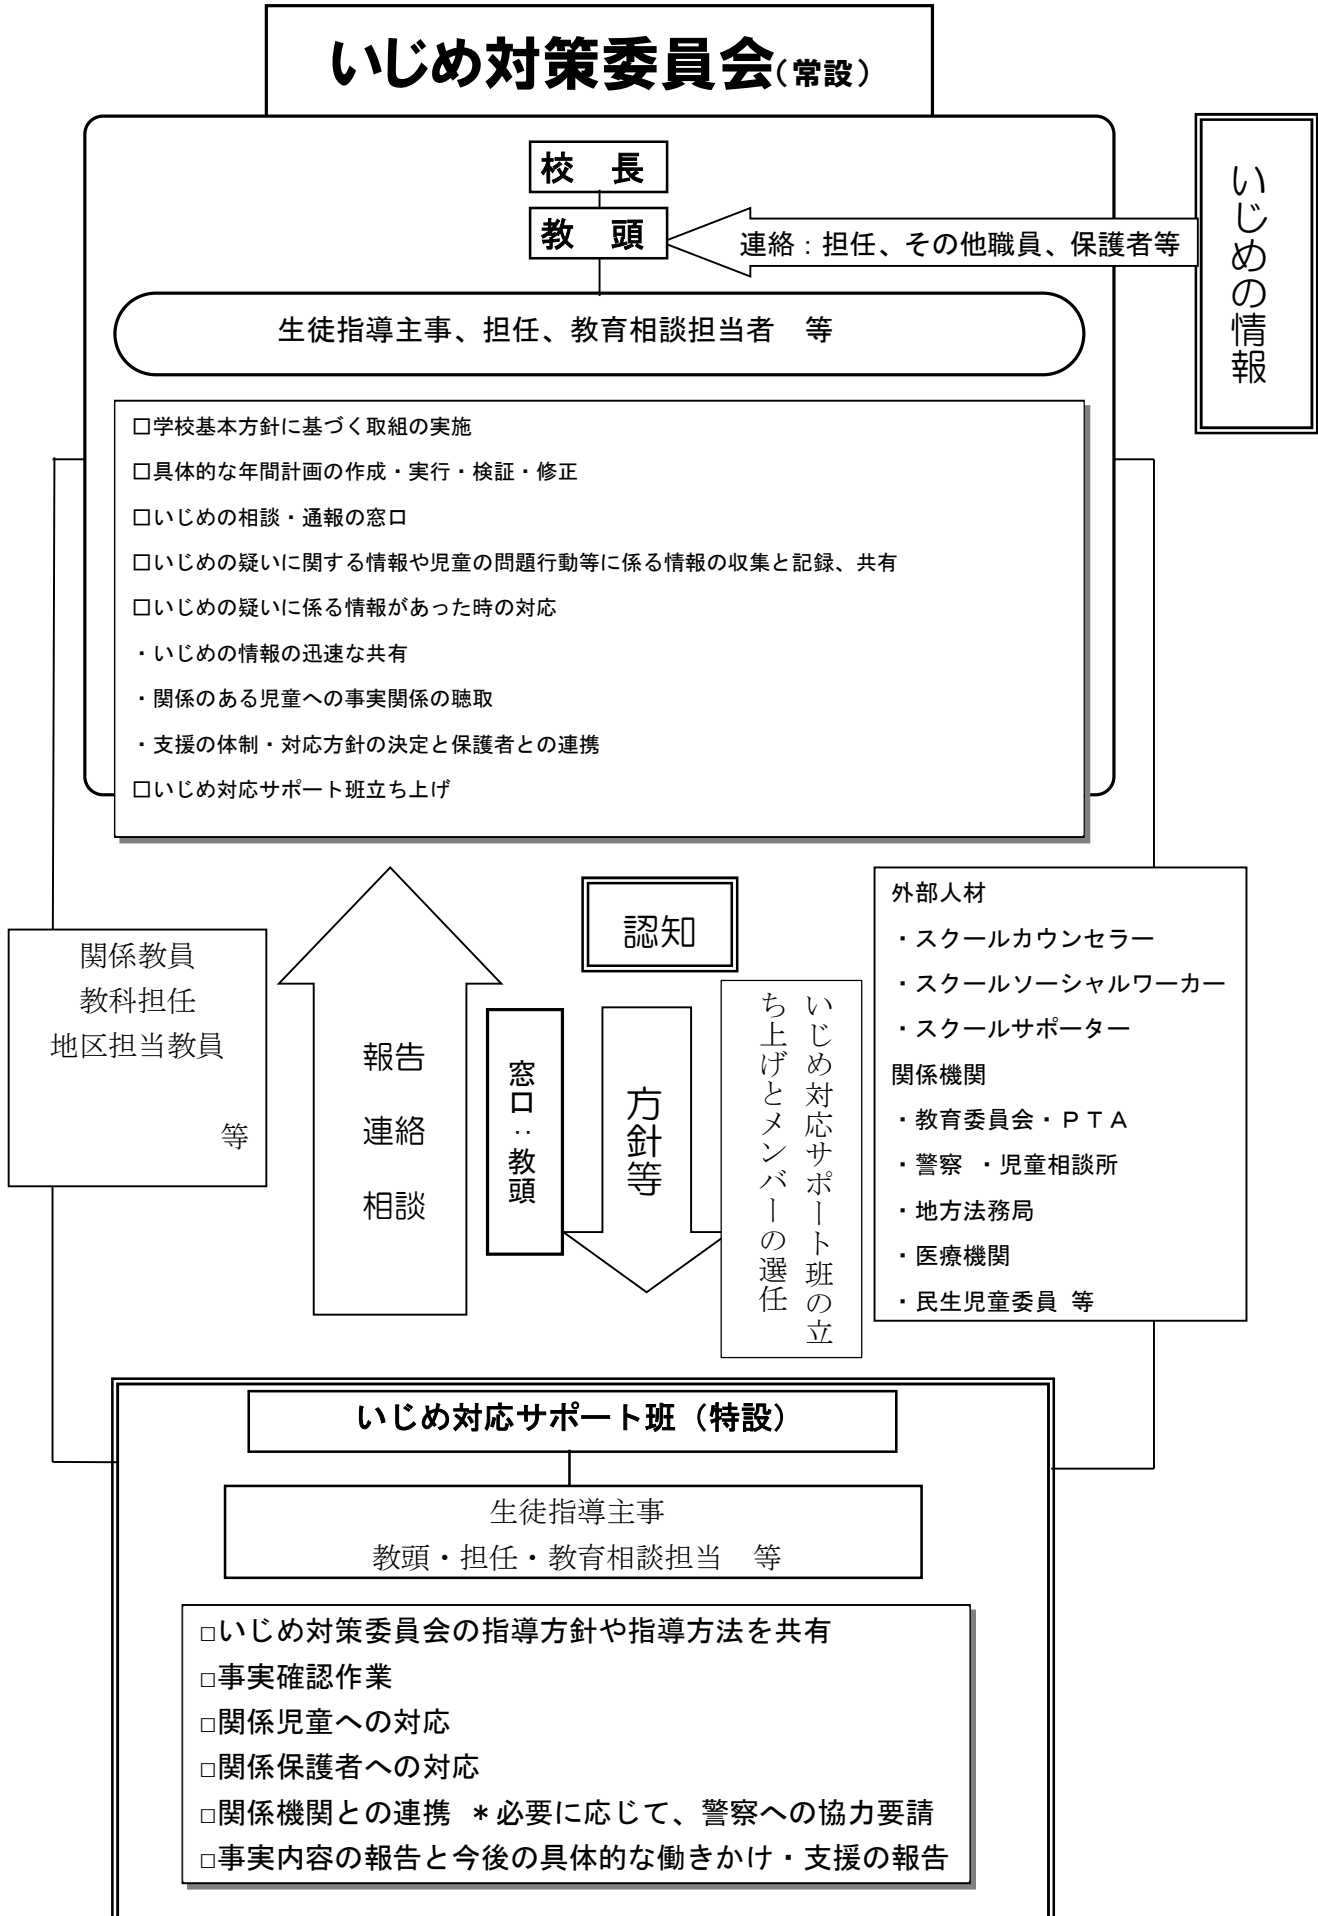 いじめ対策委員会（常設）
校　長
教　頭
連絡：担任、その他職員、保護者等
いじめの情報
生徒指導主事、担任、教育相談担当者　等
□学校基本方針に基づく取組の実施
□具体的な年間計画の作成・実行・検証・修正
□いじめの相談・通報の窓口
□いじめの疑いに関する情報や児童の問題行動等に係る情報の収集と記録、共有
□いじめの疑いに係る情報があった時の対応
・いじめの情報の迅速な共有
・関係のある児童への事実関係の聴取
・支援の体制・対応方針の決定と保護者との連携
□いじめ対応サポート班立ち上げ
関係教員
教科担任
地区担当教員
等
報告
連絡
相談
窓口：教頭
認知
方針等
いじめ対応サポート班の立
ち上げとメンバーの選任
外部人材
・スクールカウンセラー
・スクールソーシャルワーカー
・スクールサポーター
関係機関
・教育委員会・ＰＴＡ
・警察 ・児童相談所
・地方法務局
・医療機関
・民生児童委員 等
いじめ対応サポート班（特設）
生徒指導主事
教頭・担任・教育相談担当　等
□いじめ対策委員会の指導方針や指導方法を共有
□事実確認作業
□関係児童への対応
□関係保護者への対応
□関係機関との連携 ＊必要に応じて、警察への協力要請
□事実内容の報告と今後の具体的な働きかけ・支援の報告